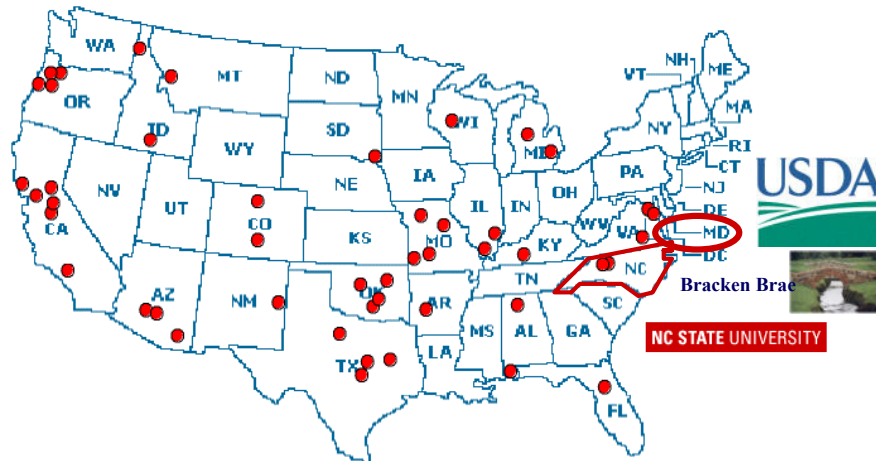 WA
MT
ND
MN
OR
ID
WY
SD
WI
MI
NY
VT
NH
ME
MA
RI
CT
NJ
PA
NV
UT
CO
NE
IA
IL
IN
OH
WV
VA
DE
MD
DC
CA
AZ
NM
KS
MO
KY
TN
NC
OK
AR
SC
MS
AL
GA
LA
TX
FL
USDA
Bracken Brae
NC STATE UNIVERSITY